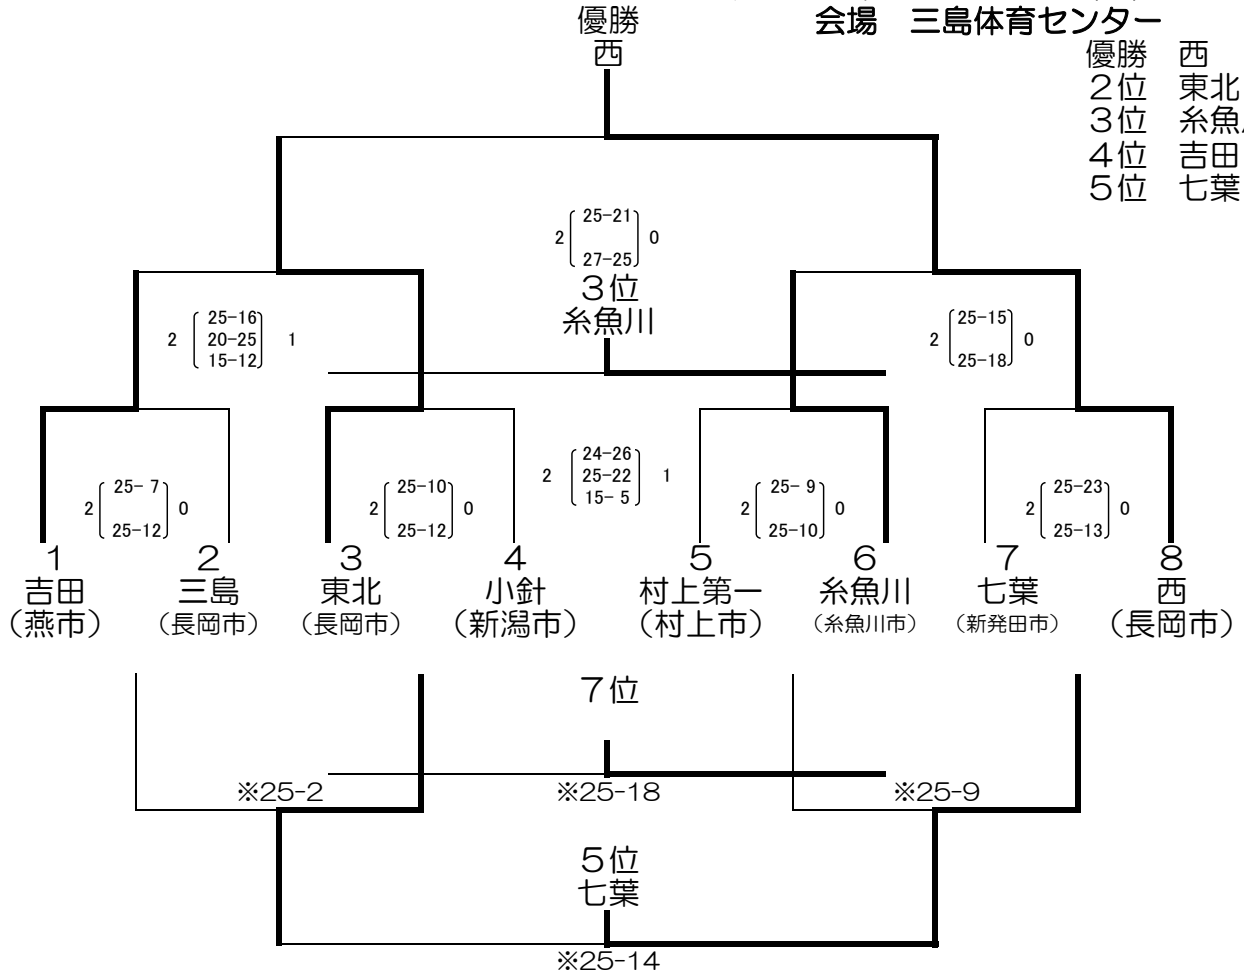 会場　三島体育センター
優勝
西
優勝　西
２位　東北
３位　糸魚
４位　吉田
５位　七葉
2 25-21 0
27-25
３位
糸魚川
2 25-16 1
20-25
15-12
2 25-15 0
25-18
2 24-26 1
25-22
15- 5
2 25- 7 0
25-12
2 25-10 0
25-12
2 25- 9 0
25-10
2 25-23 0
25-13
1 2 3 4 5 6 7 8
吉田 三島 東北 小針 村上第一 糸魚川 七葉 西
（燕市） （長岡市） （長岡市） （新潟市） （村上市） （糸魚川市） （新発田市） （長岡市）
７位
※25-2 ※25-18 ※25-9
５位
七葉
※25-14